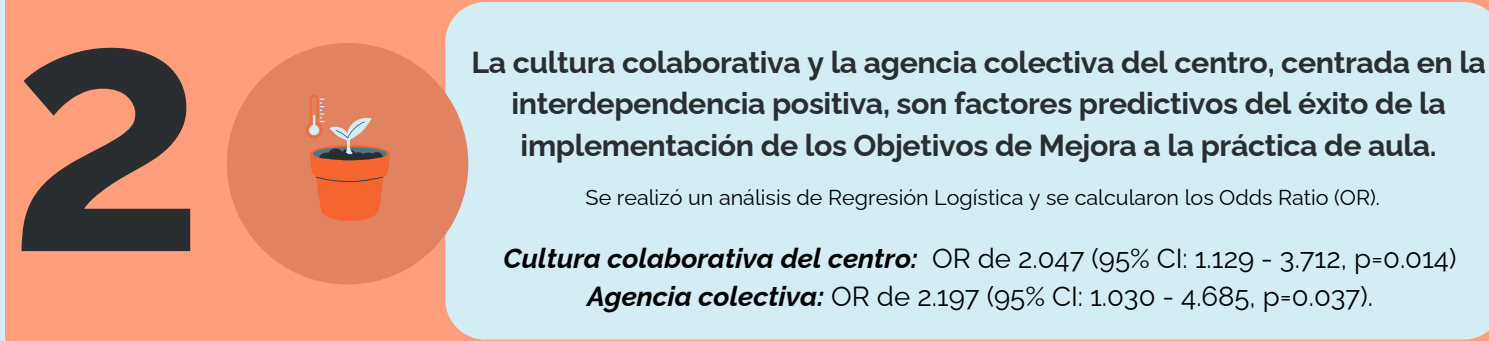 2
La cultura colaborativa y la agencia colectiva del centro, centrada en la
interdependencia positiva, son factores predictivos del éxito de la
implementación de los Objetivos de Mejora a la práctica de aula.
Se realizó un análisis de Regresión Logística y se calcularon los Odds Ratio (OR).
Cultura colaborativa del centro: OR de 2.047 (95% CI: 1.129 - 3.712, p=0.014)
Agencia colectiva: OR de 2.197 (95% CI: 1.030 - 4.685, p=0.037).